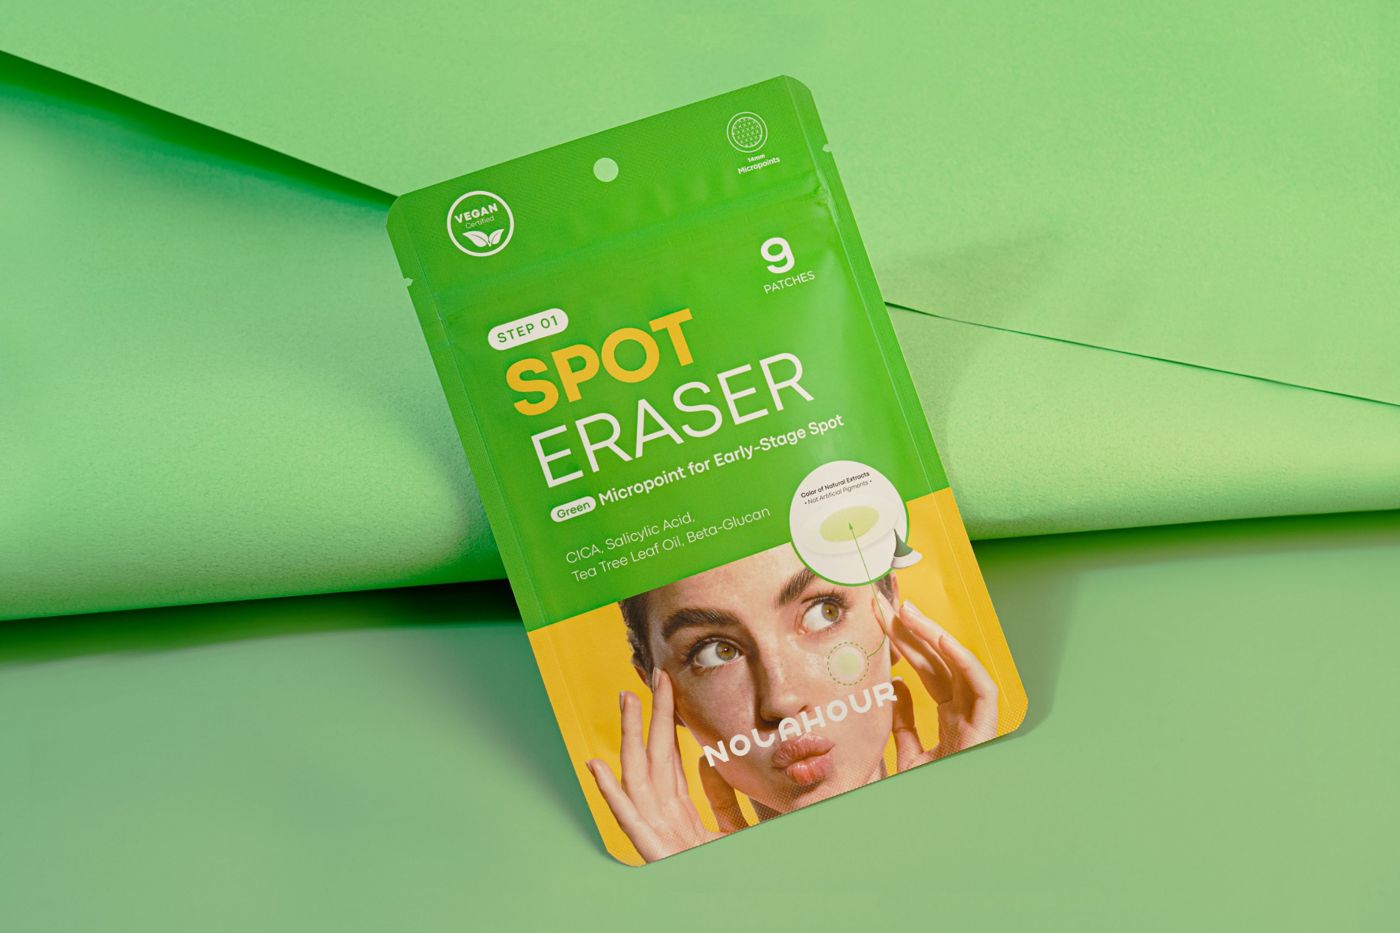 VEGAN
Certified
14mm
Micropoints
9
PATCHES
STEP 01
SPOT
ERASER
Green Micropoint for Early-Stage Spot
CICA, Salicylic Acid,
Tea Tree Leaf Oil, Beta-Glucan
Color of Natural Extracts
• Not Artificial Pigments •
NOLAHOUR